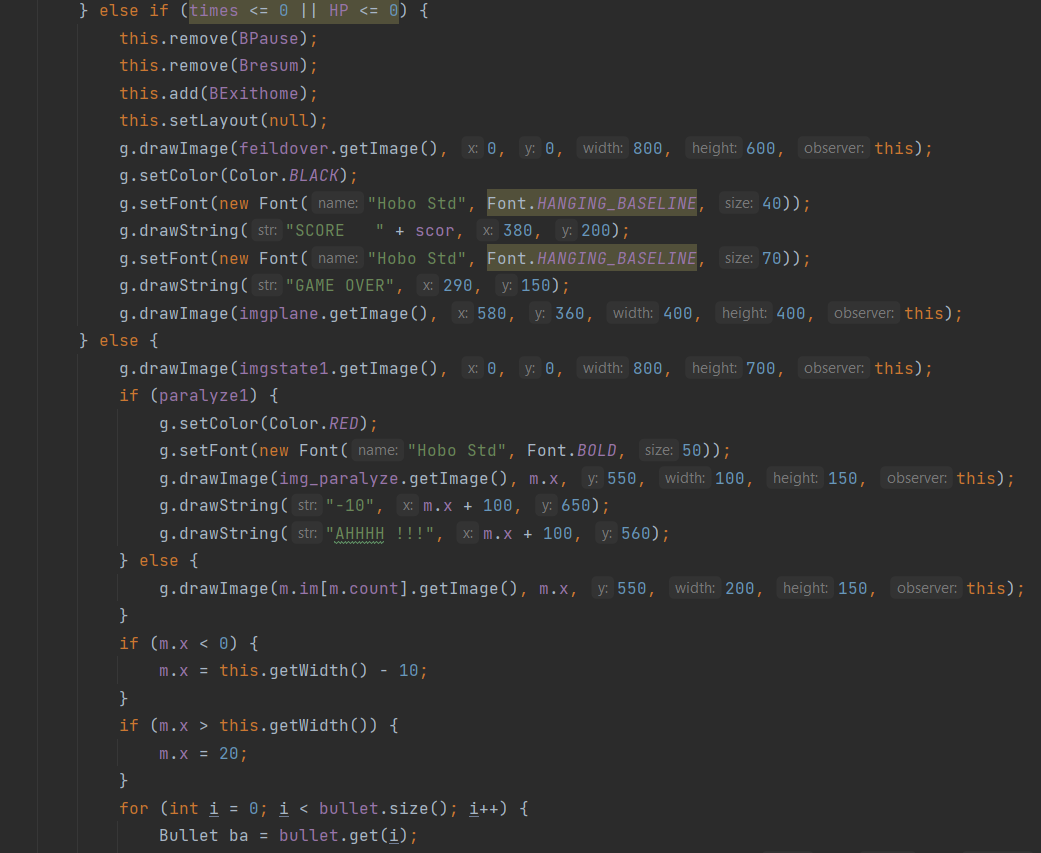 } else if (times <= 0 || HP <= 0) {
this.remove(BPause);
this.remove(Bresum);
this.add(BExithome);
this.setLayout(null);
g.drawImage(feildover.getImage(), x: 0, y: 0, width: 800, height: 600, observer: this);
g.setColor(Color.BLACK);
g.setFont(new Font( name: "Hobo Std", Font.HANGING_BASELINE, size: 40));
g.drawString( str: "SCORE   " + scor, x: 380, y: 200);
g.setFont(new Font( name: "Hobo Std", Font.HANGING_BASELINE, size: 70));
g.drawString( str: "GAME OVER", x: 290, y: 150);
g.drawImage(imgplane.getImage(), x: 580, y: 360, width: 400, height: 400, observer: this);
} else {
g.drawImage(imgstate1.getImage(), x: 0, y: 0, width: 800, height: 700, observer: this);
if (paralyze1) {
g.setColor(Color.RED);
g.setFont(new Font( name: "Hobo Std", Font.BOLD, size: 50));
g.drawImage(img_paralyze.getImage(), m.x, y: 550, width: 100, height: 150, observer: this);
g.drawString( str: "-10", x: m.x + 100, y: 650);
g.drawString( str: "AHHHH !!!", x: m.x + 100, y: 560);
} else {
g.drawImage(m.im[m.count].getImage(), m.x, y: 550, width: 200, height: 150, observer: this);
}
if (m.x < 0) {
m.x = this.getWidth() - 10;
}
if (m.x > this.getWidth()) {
m.x = 20;
}
for (int i = 0; i < bullet.size(); i++) {
Bullet ba = bullet.get(i);